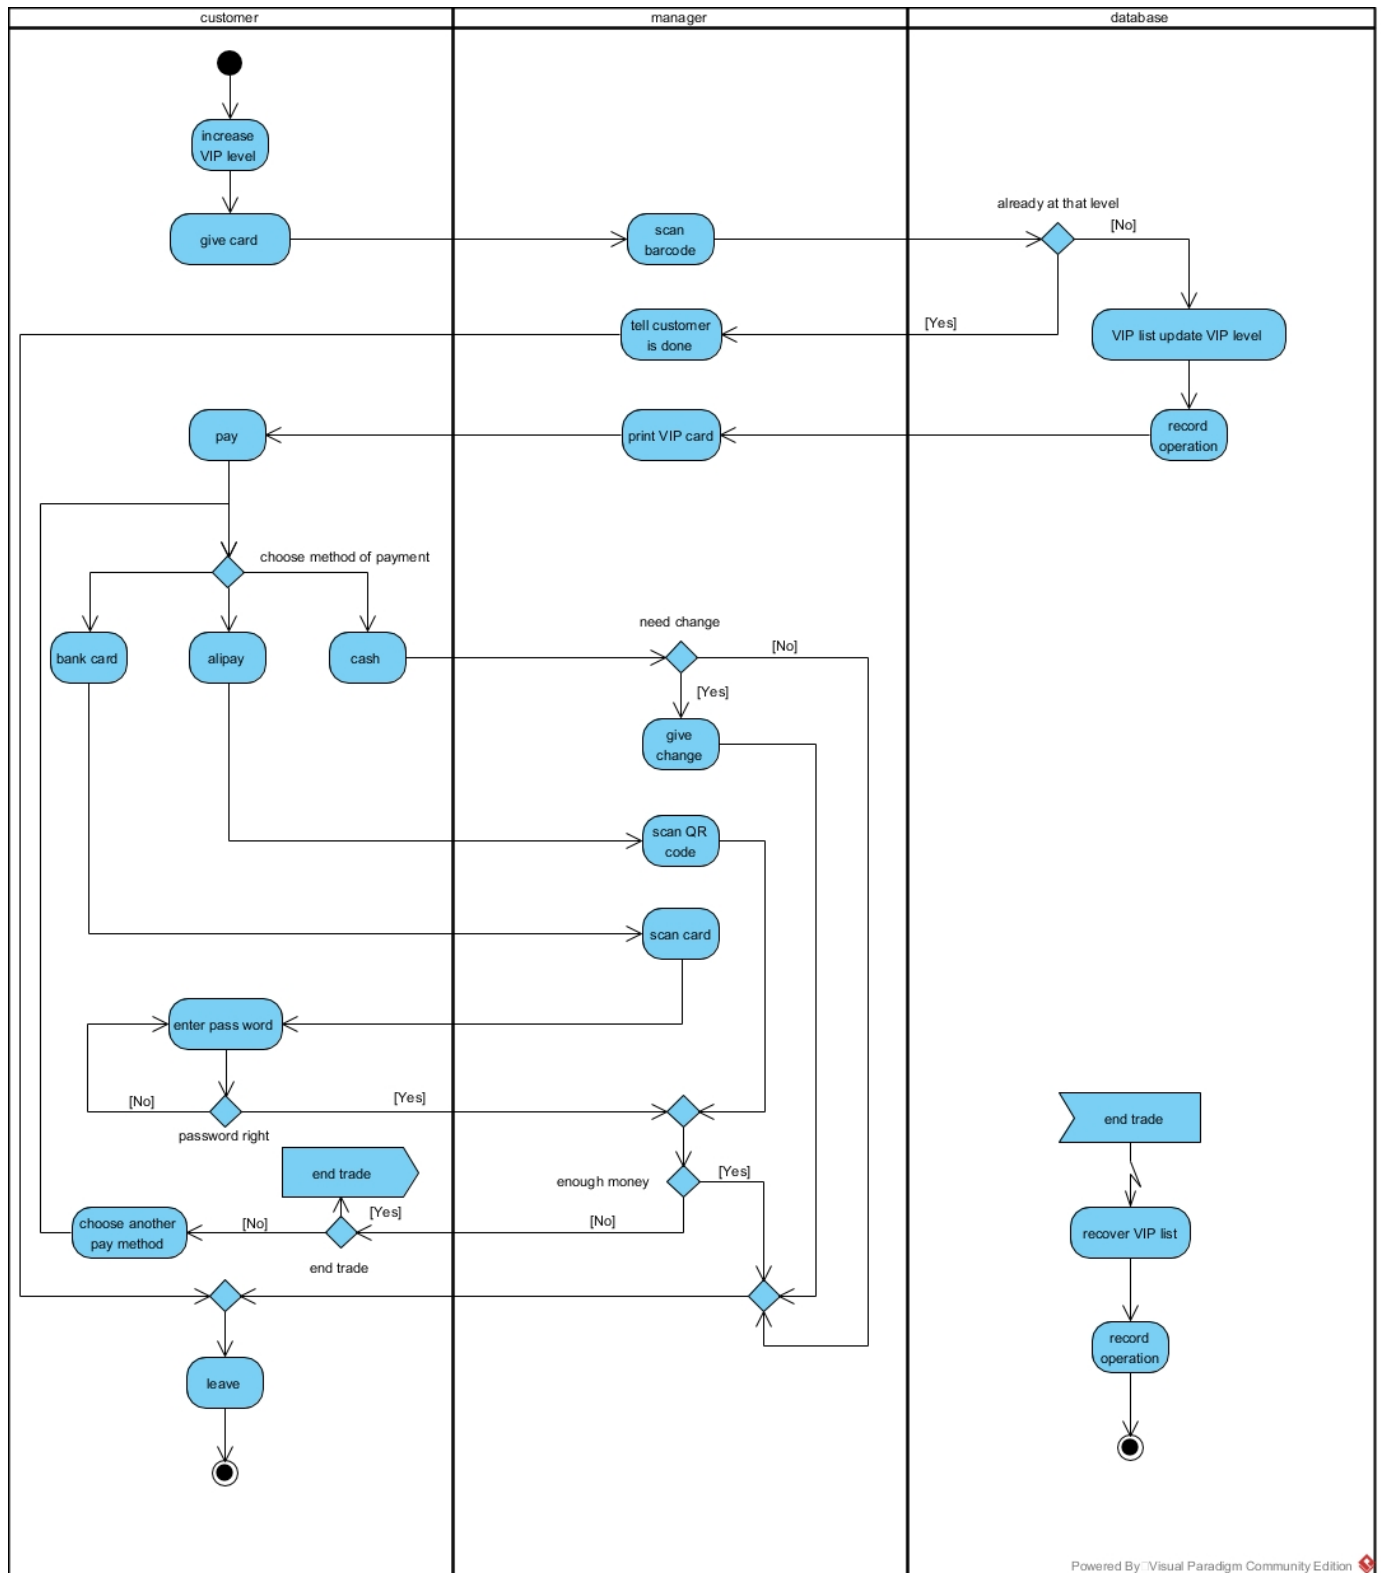 customer
manager
database
increase
VIP level
give card
scan
barcode
already at that level
[No]
[Yes]
tell customer
is done
VIP list update VIP level
pay
print VIP card
record
operation
choose method of payment
bank card
alipay
cash
need change
[No]
[Yes]
give
change
scan QR
code
scan card
enter pass word
[No]
[Yes]
password right
end trade
end trade
enough money
[Yes]
[Yes]
[No]
[No]
choose another
pay method
end trade
recover VIP list
record
operation
leave
Powered By Visual Paradigm Community Edition